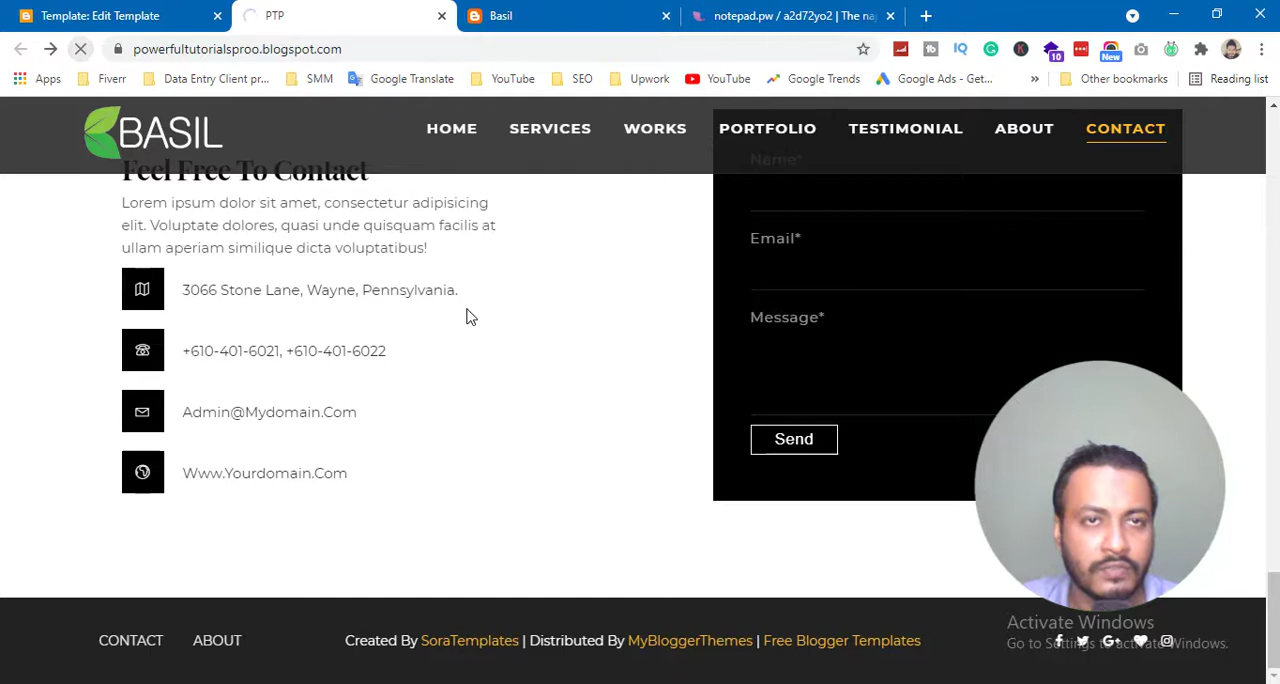 Template: Edit Template
PTP
Basil
notepad.pw / a2d72yo2 | The na
powerfultutorialsproo.blogspot.com
10
New
Apps
Fiverr
Data Entry Client pr...
SMM
Google Translate
YouTube
SEO
Upwork
YouTube
Google Trends
Google Ads - Get...
»
Other bookmarks
Reading list
BASIL
HOME
SERVICES
WORKS
PORTFOLIO
TESTIMONIAL
ABOUT
CONTACT
Feel Free To Contact
Lorem ipsum dolor sit amet, consectetur adipisicing
elit. Voluptate dolores, quasi unde quisquam facilis at
ullam aperiam similique dicta voluptatibus!
3066 Stone Lane, Wayne, Pennsylvania.
+610-401-6021, +610-401-6022
Admin@Mydomain.Com
Www.Yourdomain.Com
Name*
Email*
Message*
Send
CONTACT
ABOUT
Created By SoraTemplates | Distributed By MyBloggerThemes | Free Blogger Templates
Activate Windows
Go to Settings to activate Windows.